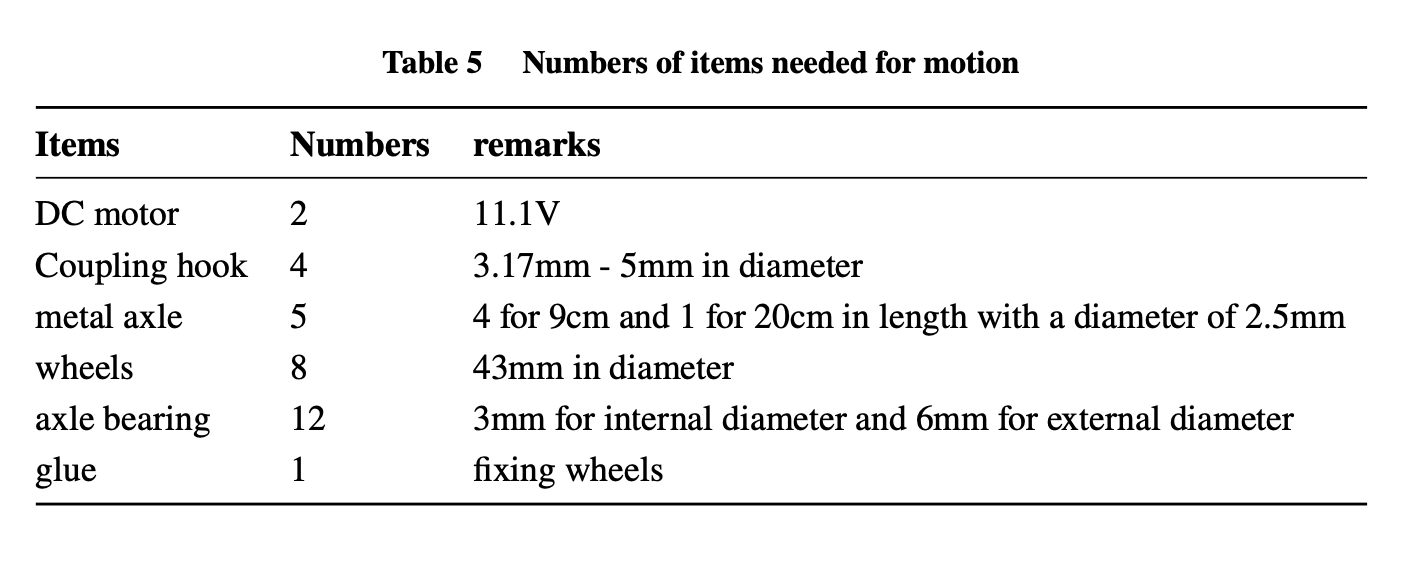 Table 5 Numbers of items needed for motion
Items Numbers remarks
DC motor 2 11.1V
Coupling hook 4 3.17mm - 5mm in diameter
metal axle 5 4 for 9cm and 1 for 20cm in length with a diameter of 2.5mm
wheels 8 43mm in diameter
axle bearing 12 3mm for internal diameter and 6mm for external diameter
glue 1 fixing wheels